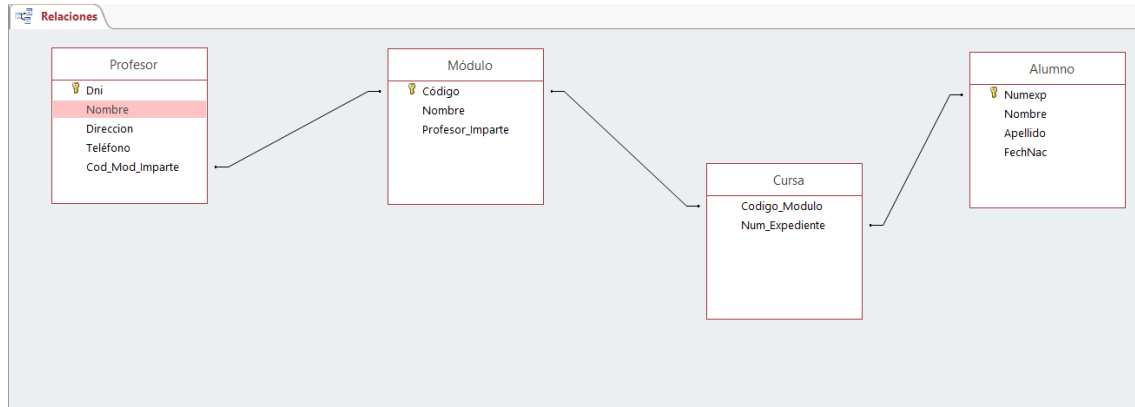 Relaciones
Profesor
Dni
Nombre
Direccion
Teléfono
Cod_Mod_Imparte
Módulo
Código
Nombre
Profesor_Imparte
Cursa
Codigo_Modulo
Num_Expediente
Alumno
Numexp
Nombre
Apellido
FechNac